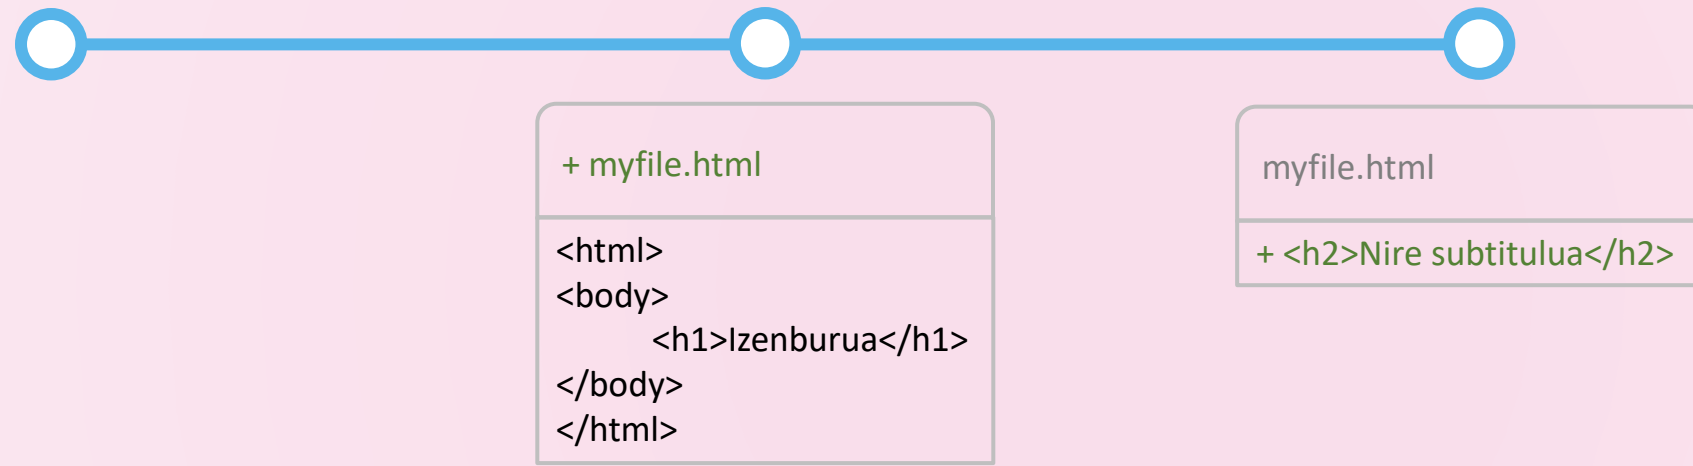 + myfile.html
<html>
<body>
<h1>Izenburua</h1>
</body>
</html>
myfile.html
+ <h2>Nire subtitulua</h2>